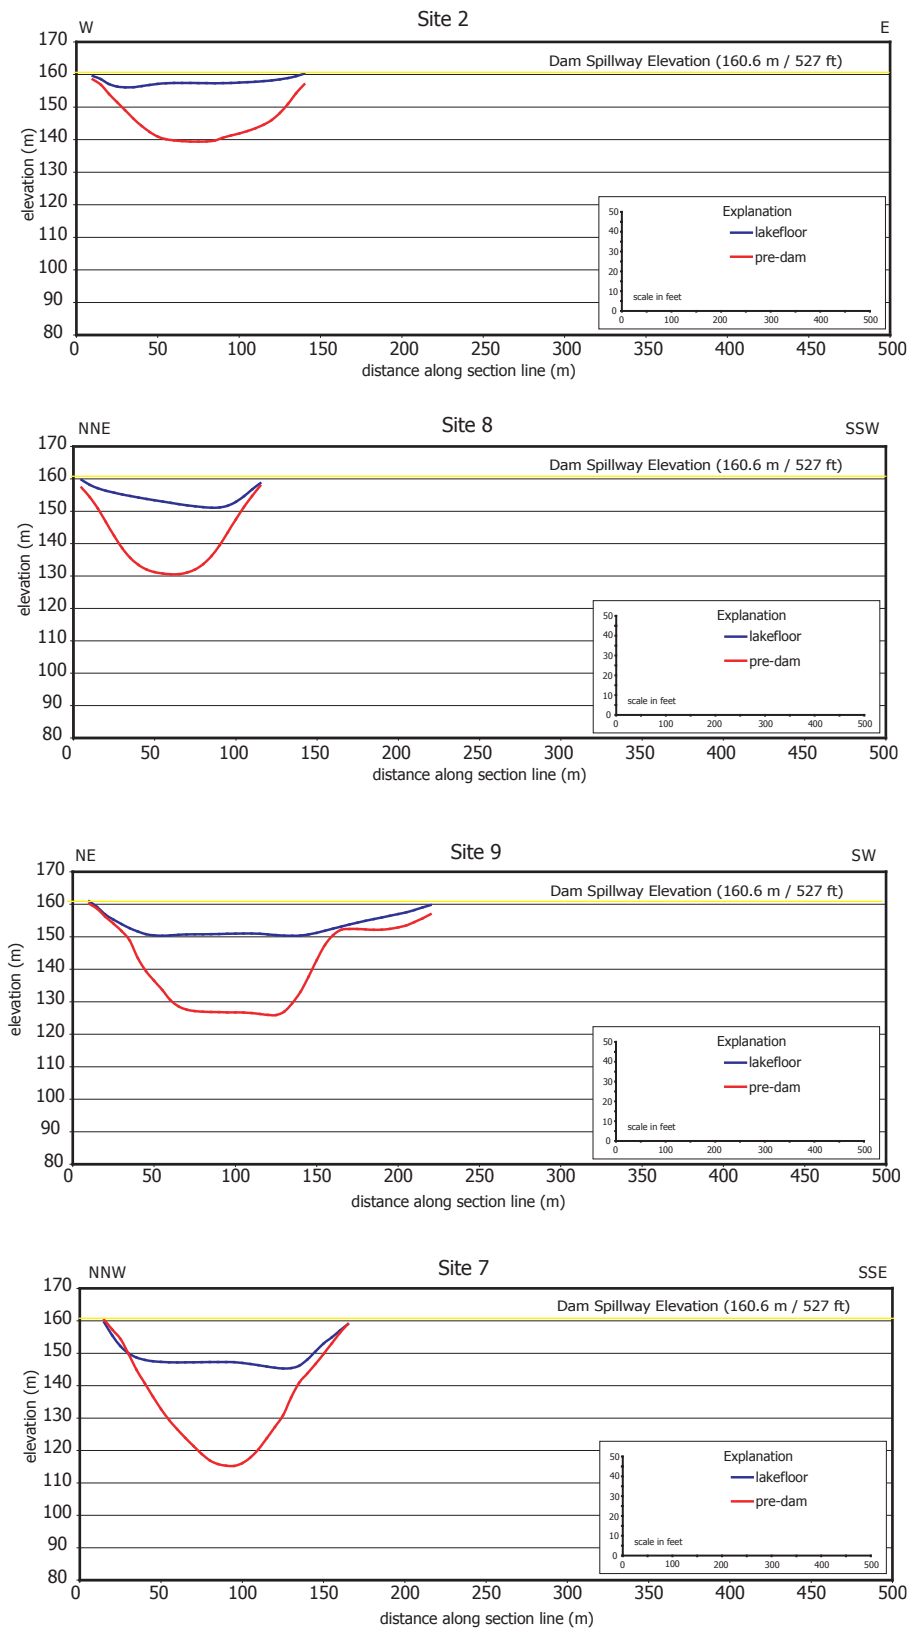 Site 2
W E
170
Dam Spillway Elevation (160.6 m / 527 ft)
160
150
140
130
120
110
100
90
80
elevation (m)
0 50 100 150 200 250 300 350 400 450 500
distance along section line (m)
Explanation
lakefloor
pre-dam
50
40
30
20
10
0
scale in feet
0 100 200 300 400 500
Site 8
NNE SSW
170
Dam Spillway Elevation (160.6 m / 527 ft)
160
150
140
130
120
110
100
90
80
elevation (m)
0 50 100 150 200 250 300 350 400 450 500
distance along section line (m)
Explanation
lakefloor
pre-dam
50
40
30
20
10
0
scale in feet
0 100 200 300 400 500
Site 9
NE SW
170
Dam Spillway Elevation (160.6 m / 527 ft)
160
150
140
130
120
110
100
90
80
elevation (m)
0 50 100 150 200 250 300 350 400 450 500
distance along section line (m)
Explanation
lakefloor
pre-dam
50
40
30
20
10
0
scale in feet
0 100 200 300 400 500
Site 7
NNW SSE
170
Dam Spillway Elevation (160.6 m / 527 ft)
160
150
140
130
120
110
100
90
80
elevation (m)
0 50 100 150 200 250 300 350 400 450 500
distance along section line (m)
Explanation
lakefloor
pre-dam
50
40
30
20
10
0
scale in feet
0 100 200 300 400 500